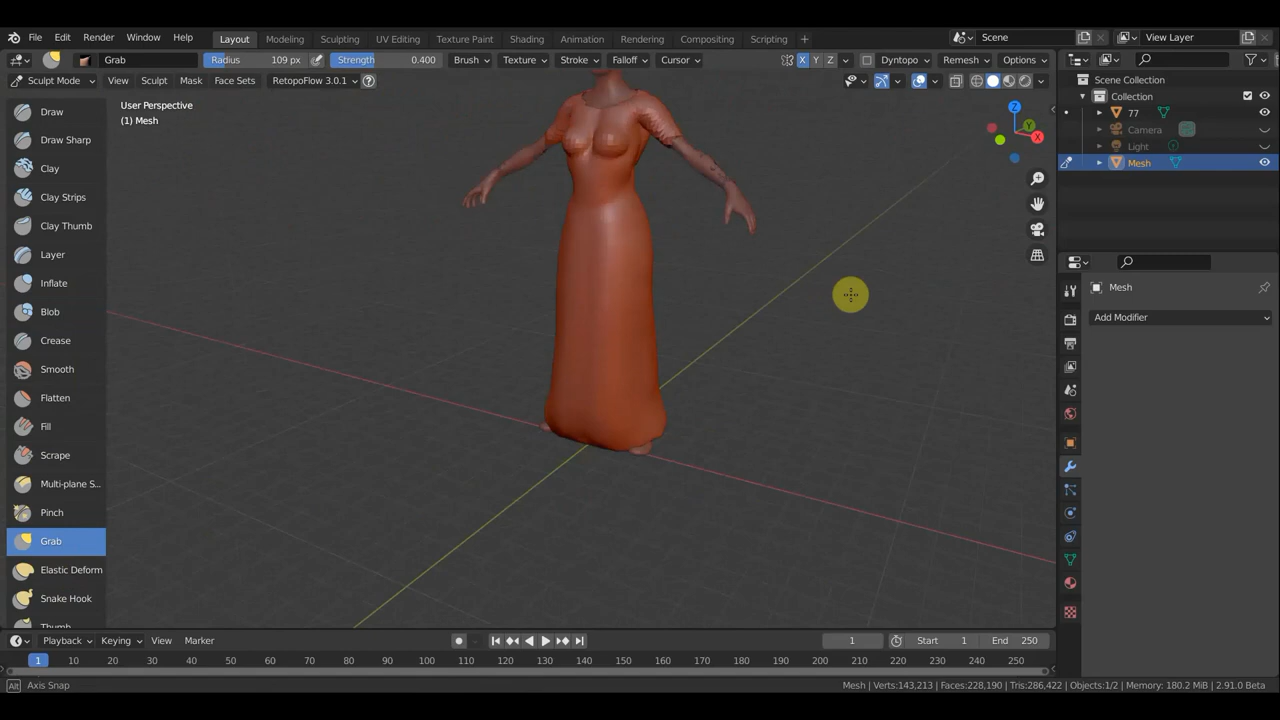 File Edit Render Window Help Layout Modeling Sculpting UV Editing Texture Paint Shading Animation Rendering Compositing Scripting + Scene View Layer
Grab Radius 109 px Strength 0.400 Brush Texture Stroke Falloff Cursor X Y Z Dyntopo Remesh Options
Sculpt Mode View Sculpt Mask Face Sets RetopoFlow 3.0.1 ?
Scene Collection
Collection
77
Camera
Light
Mesh
User Perspective
(1) Mesh
Z
Y
X
Draw
Draw Sharp
Clay
Clay Strips
Clay Thumb
Layer
Inflate
Blob
Crease
Smooth
Flatten
Fill
Scrape
Multi-plane S...
Pinch
Grab
Elastic Deform
Snake Hook
Thumb
Mesh
Add Modifier
Playback Keying View Marker 1 Start 1 End 250
1 10 20 30 40 50 60 70 80 90 100 110 120 130 140 150 160 170 180 190 200 210 220 230 240 250
Alt Axis Snap Mesh | Verts:143,213 | Faces:228,190 | Tris:286,422 | Objects:1/2 | Memory: 180.2 MiB | 2.91.0 Beta